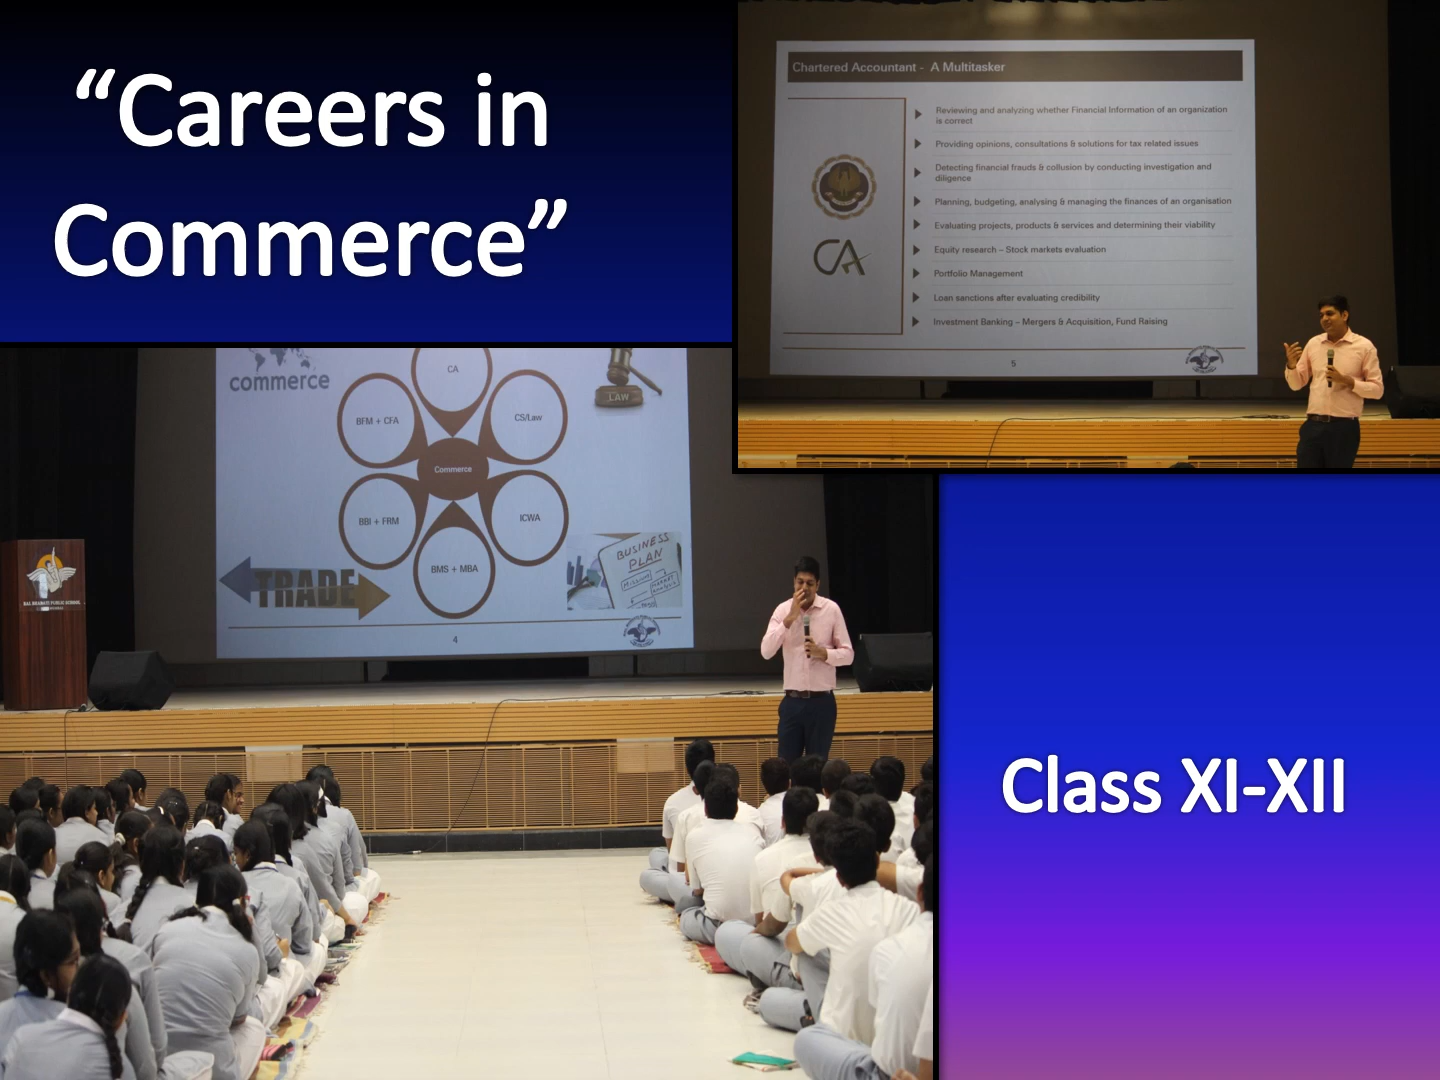 “Careers in
Commerce”
Chartered Accountant - A Multitasker
Reviewing and analyzing whether Financial Information of an organization
is correct
Providing opinions, consultations & solutions for tax related issues
Detecting financial frauds & collusion by conducting investigation and
diligence
Planning, budgeting, analysing & managing the finances of an organisation
Evaluating projects, products & services and determining their viability
Equity research – Stock markets evaluation
Portfolio Management
Loan sanctions after evaluating credibility
Investment Banking – Mergers & Acquisition, Fund Raising
CA
5
commerce
CA
LAW
BFM + CFA
CS/Law
Commerce
BBI + FRM
ICWA
BMS + MBA
BUSINESS
PLAN
TRADE
4
BAL BHARATI PUBLIC SCHOOL
Class XI-XII